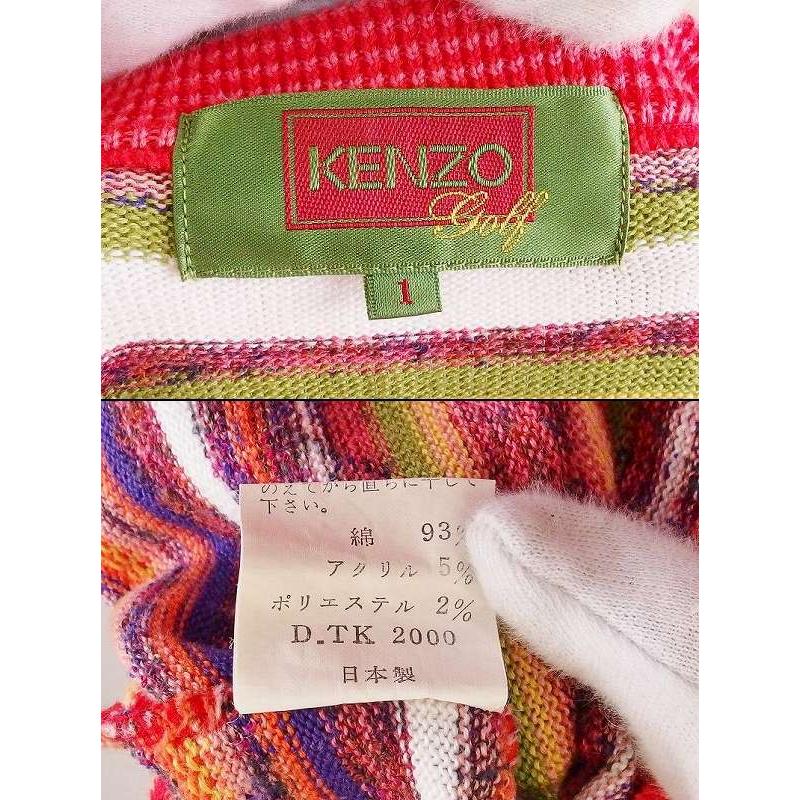 KENZO
Golf
1
下さい。
綿 93%
アクリル 5%
ポリエステル 2%
D.TK 2000
日本製